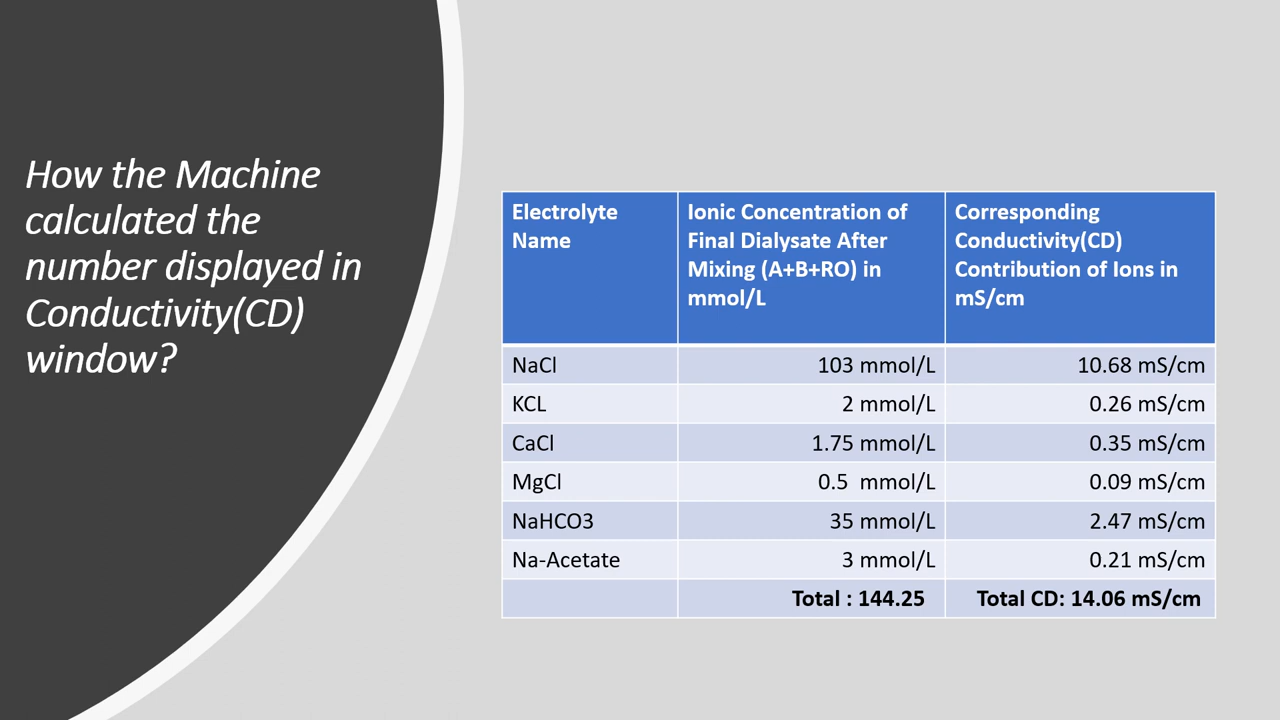 How the Machine
calculated the
number displayed in
Conductivity(CD)
window?
Electrolyte
Name
Ionic Concentration of
Final Dialysate After
Mixing (A+B+RO) in
mmol/L
Corresponding
Conductivity(CD)
Contribution of Ions in
mS/cm
NaCl 103 mmol/L 10.68 mS/cm
KCL 2 mmol/L 0.26 mS/cm
CaCl 1.75 mmol/L 0.35 mS/cm
MgCl 0.5 mmol/L 0.09 mS/cm
NaHCO3 35 mmol/L 2.47 mS/cm
Na-Acetate 3 mmol/L 0.21 mS/cm
Total : 144.25 Total CD: 14.06 mS/cm